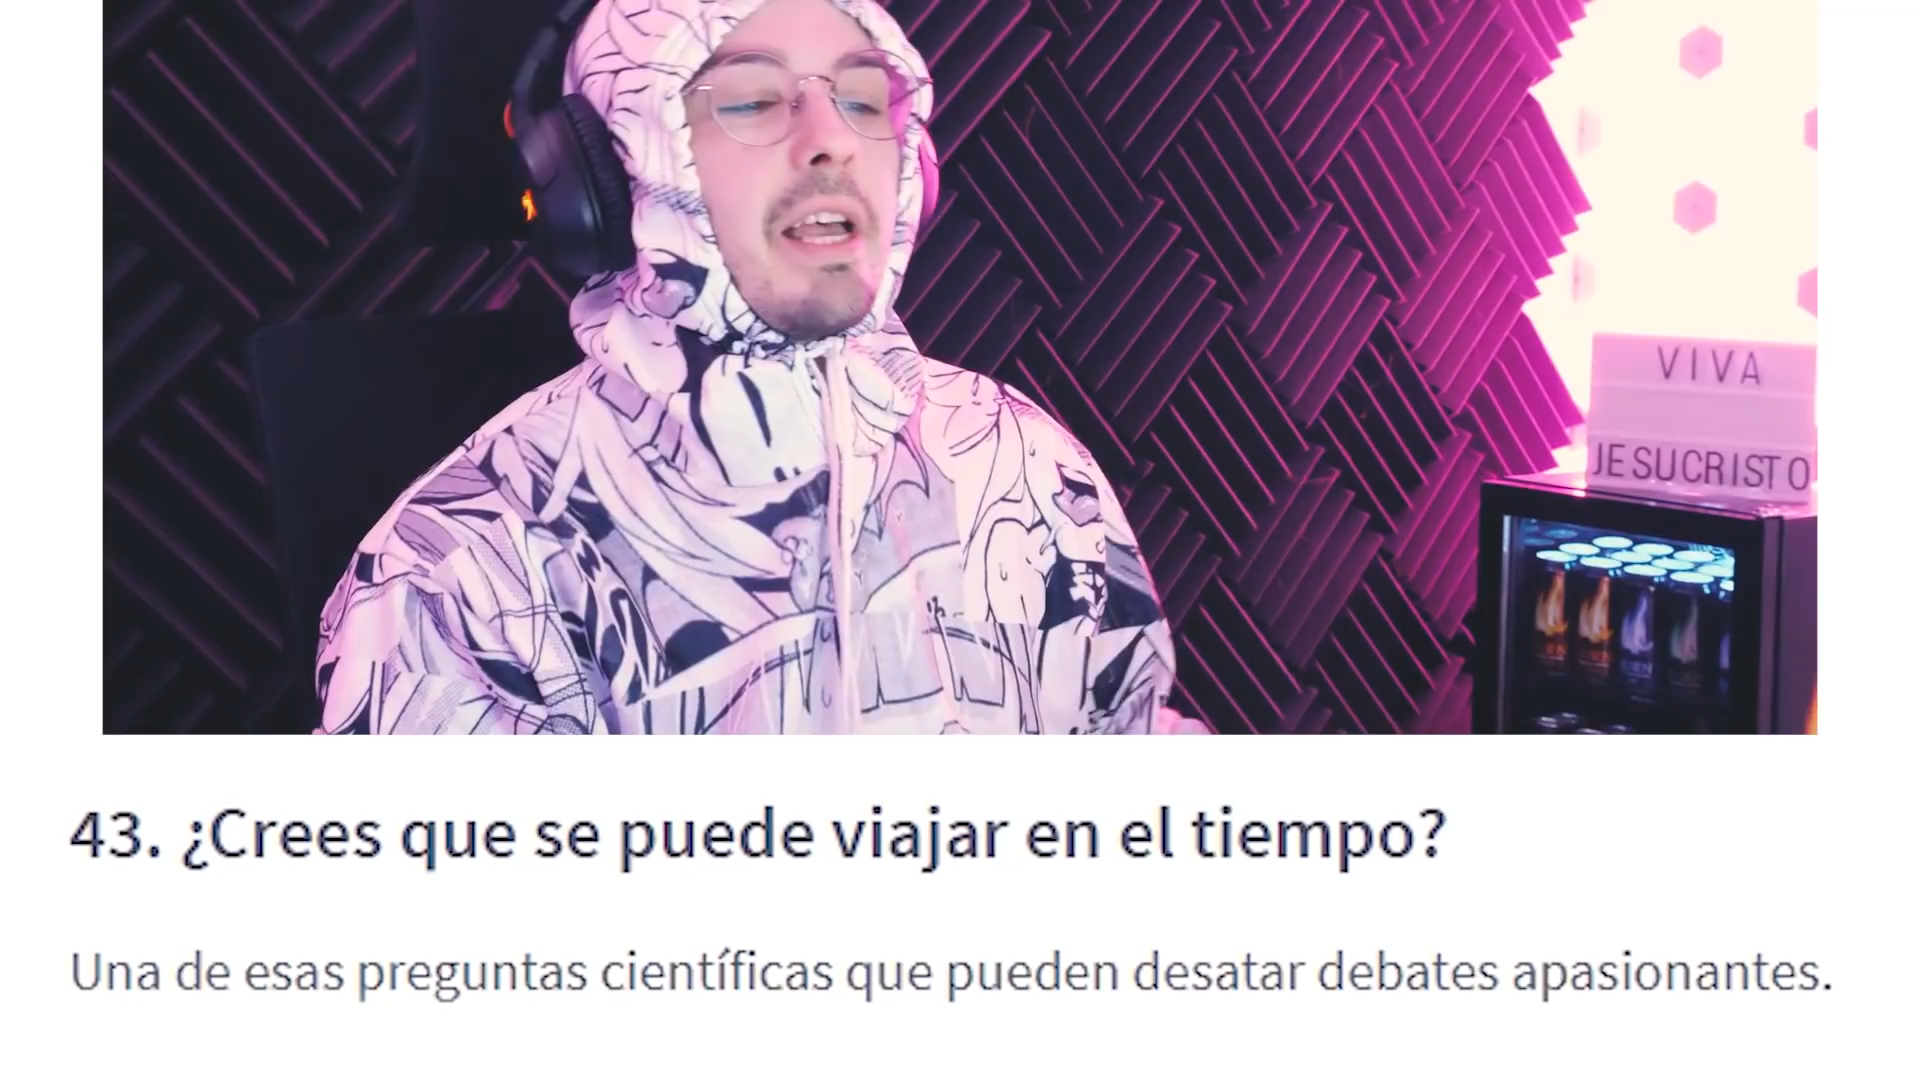 VIVA
JESUCRISTO
43. ¿Crees que se puede viajar en el tiempo?
Una de esas preguntas científicas que pueden desatar debates apasionantes.